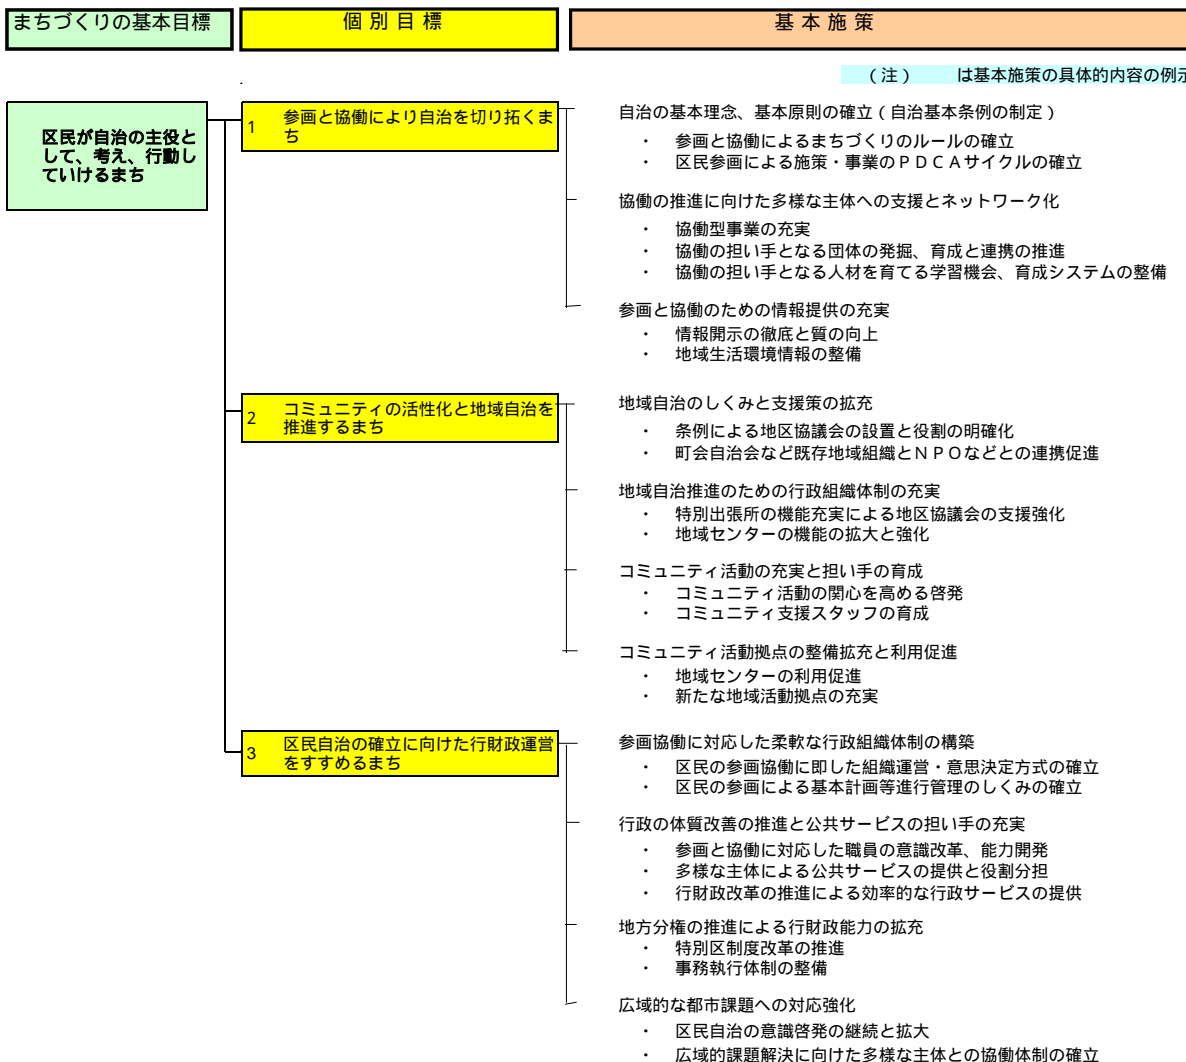 まちづくりの基本目標
個 別 目 標
基 本 施 策
（注）　　は基本施策の具体的内容の例示
区民が自治の主役と
して、考え、行動し
ていけるまち
1
参画と協働により自治を切り拓くま
ち
自治の基本理念、基本原則の確立（自治基本条例の制定）
・　参画と協働によるまちづくりのルールの確立
・　区民参画による施策・事業のＰＤＣＡサイクルの確立
協働の推進に向けた多様な主体への支援とネットワーク化
・　協働型事業の充実
・　協働の担い手となる団体の発掘、育成と連携の推進
・　協働の担い手となる人材を育てる学習機会、育成システムの整備
参画と協働のための情報提供の充実
・　情報開示の徹底と質の向上
・　地域生活環境情報の整備
2
コミュニティの活性化と地域自治を
推進するまち
地域自治のしくみと支援策の拡充
・　条例による地区協議会の設置と役割の明確化
・　町会自治会など既存地域組織とＮＰＯなどとの連携促進
地域自治推進のための行政組織体制の充実
・　特別出張所の機能充実による地区協議会の支援強化
・　地域センターの機能の拡大と強化
コミュニティ活動の充実と担い手の育成
・　コミュニティ活動の関心を高める啓発
・　コミュニティ支援スタッフの育成
コミュニティ活動拠点の整備拡充と利用促進
・　地域センターの利用促進
・　新たな地域活動拠点の充実
3
区民自治の確立に向けた行財政運営
をすすめるまち
参画協働に対応した柔軟な行政組織体制の構築
・　区民の参画協働に即した組織運営・意思決定方式の確立
・　区民の参画による基本計画等進行管理のしくみの確立
行政の体質改善の推進と公共サービスの担い手の充実
・　参画と協働に対応した職員の意識改革、能力開発
・　多様な主体による公共サービスの提供と役割分担
・　行財政改革の推進による効率的な行政サービスの提供
地方分権の推進による行財政能力の拡充
・　特別区制度改革の推進
・　事務執行体制の整備
広域的な都市課題への対応強化
・　区民自治の意識啓発の継続と拡大
・　広域的課題解決に向けた多様な主体との協働体制の確立